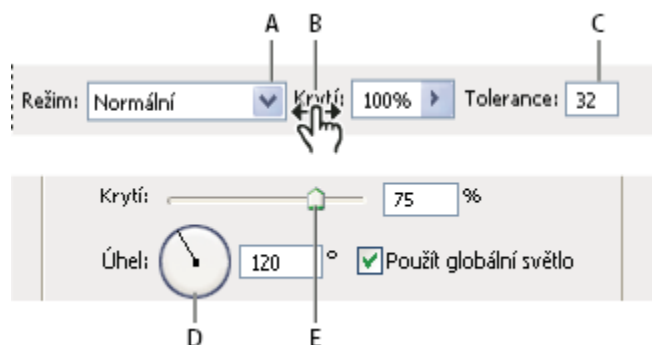 A B C
Režim: Normální Krytí: 100% Tolerance: 32
Krytí: 75 %
Úhel: 120 ° Použít globální světlo
D E